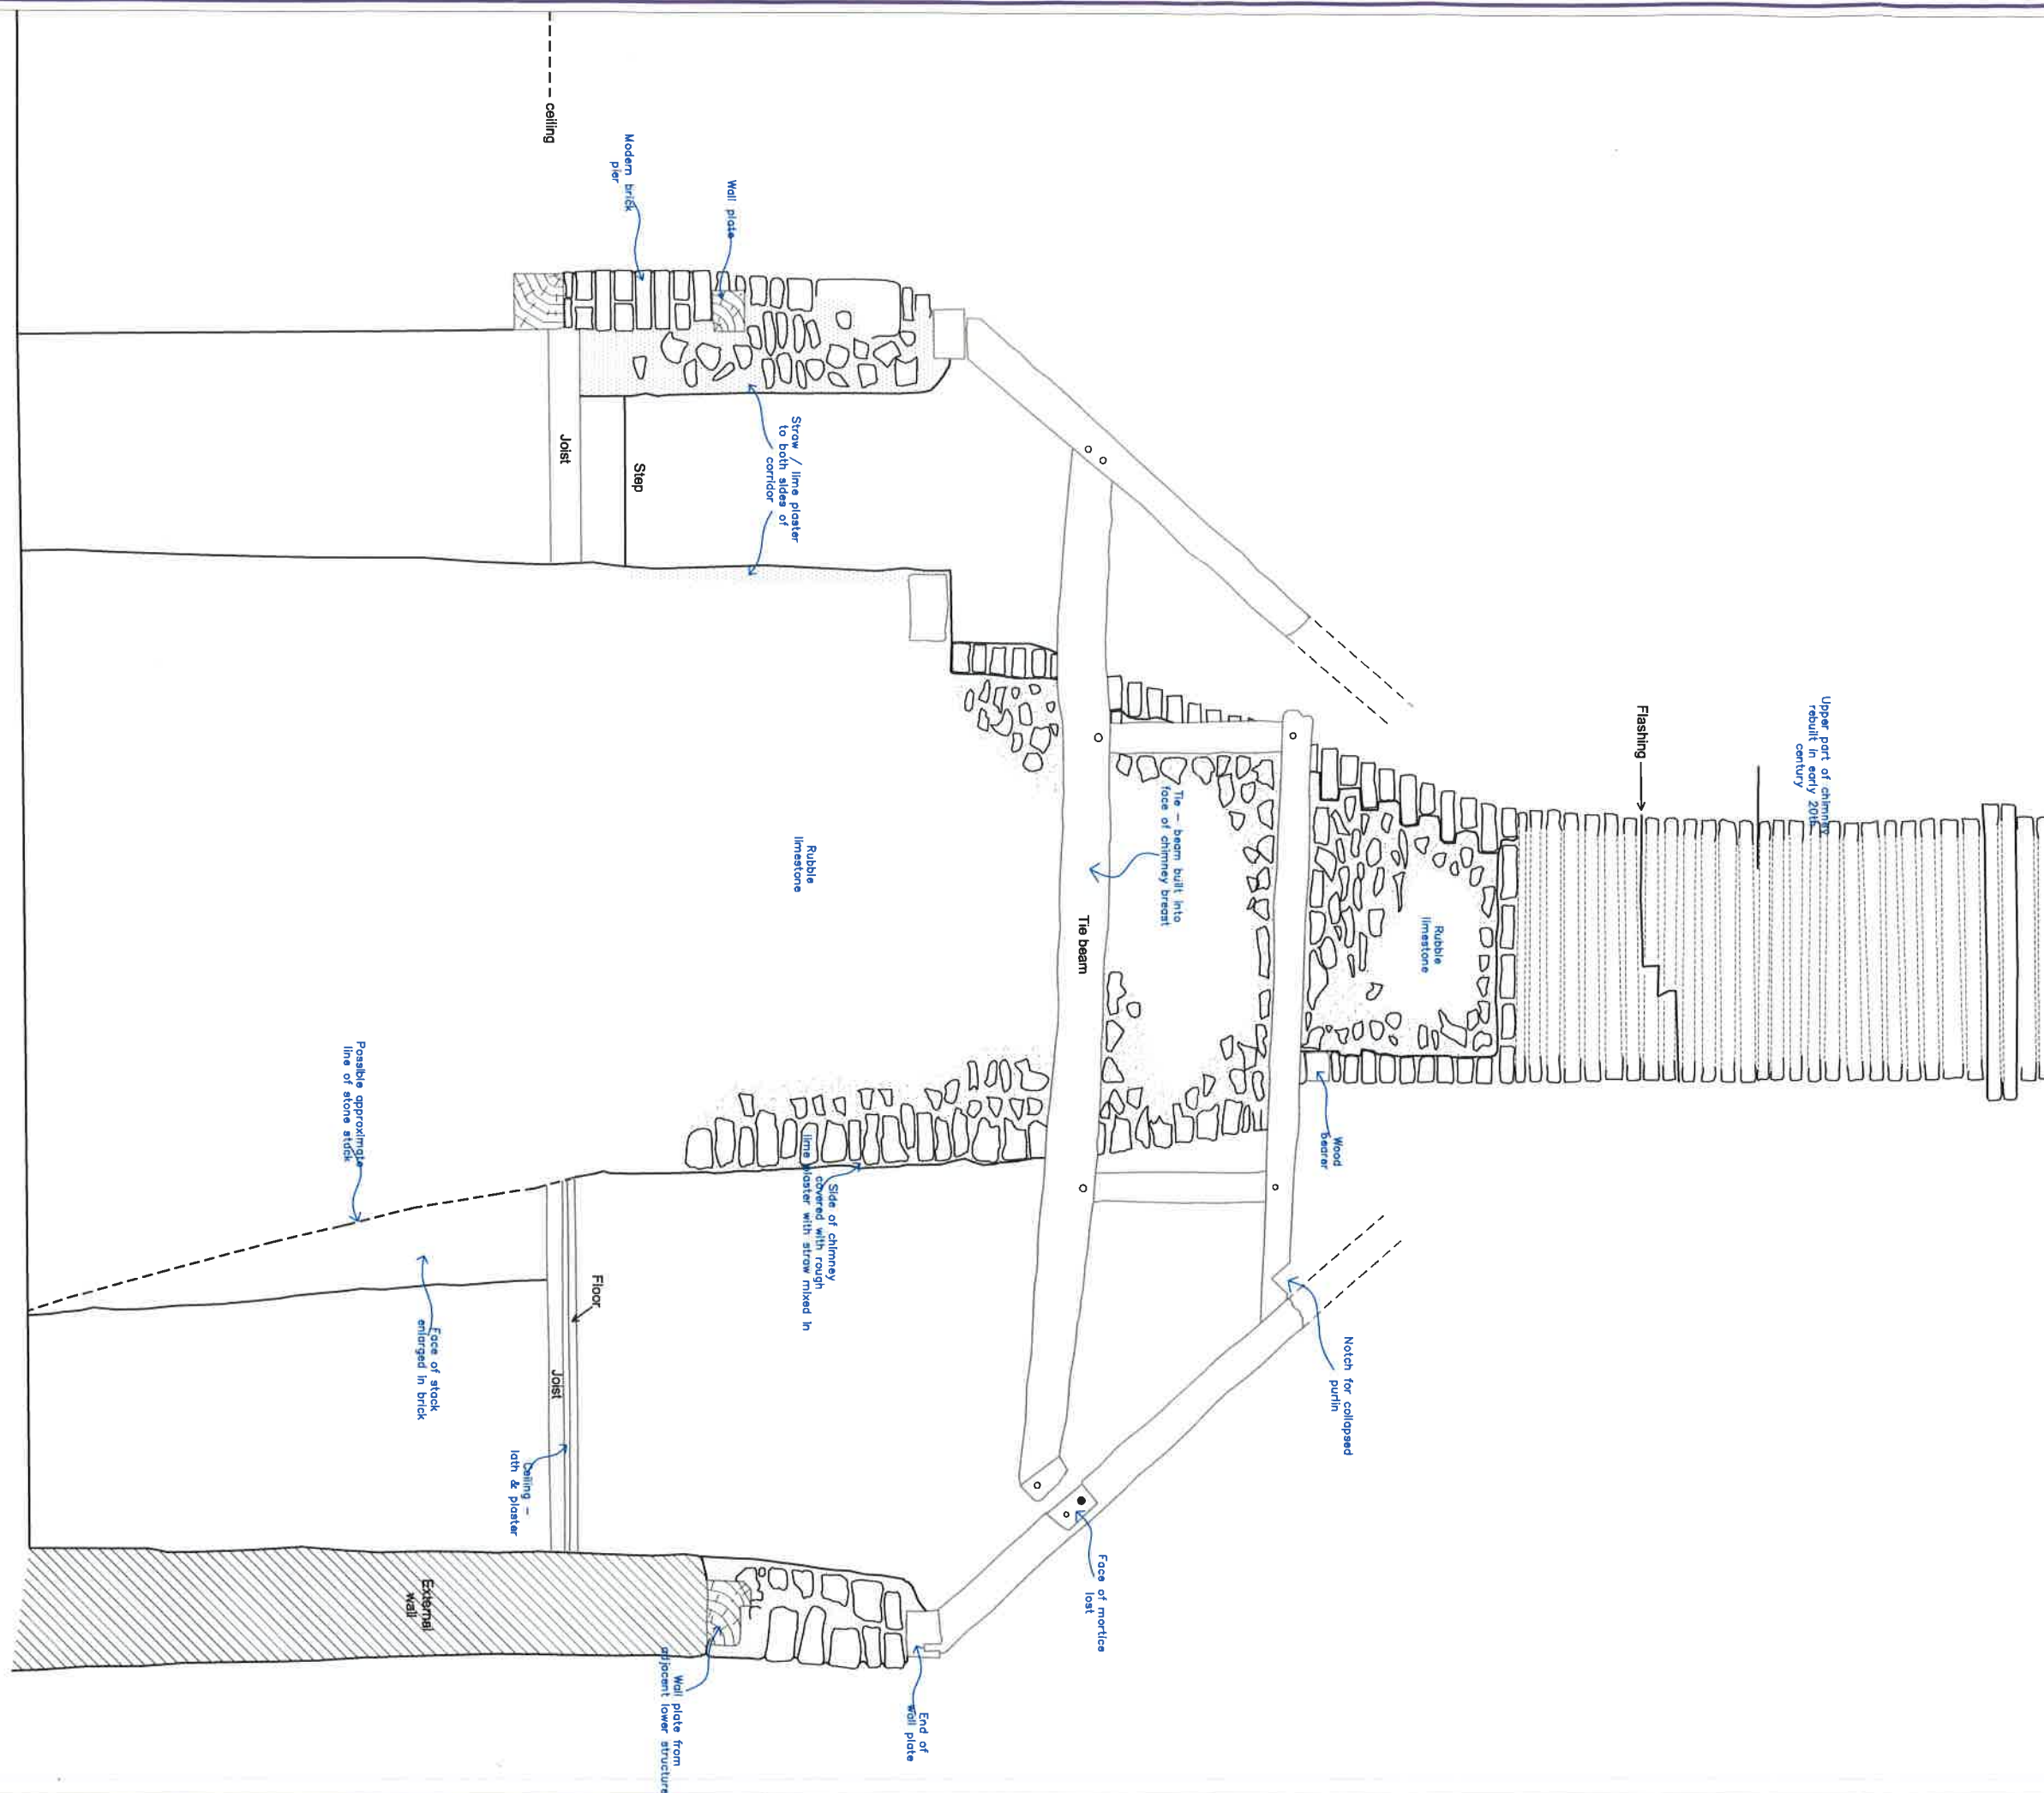 Upper part of chimney
rebuilt in early 20th
century
Flashing
Rubble
limestone
Wood
bearer
Notch for collapsed
purlin
Tie - beam built into
face of chimney breast
Tie beam
Face of mortice
lost
End of
wall plate
Straw / lime plaster
to both sides of
corridor
Wall plate
Modern brick
pier
Rubble
limestone
Side of chimney
covered with rough
lime plaster with straw mixed in
Wall plate from
adjacent lower structure
Step
Joist
ceiling
Floor
Joist
Ceiling -
lath & plaster
Face of stack
enlarged in brick
External
wall
Possible approximate
line of stone stack